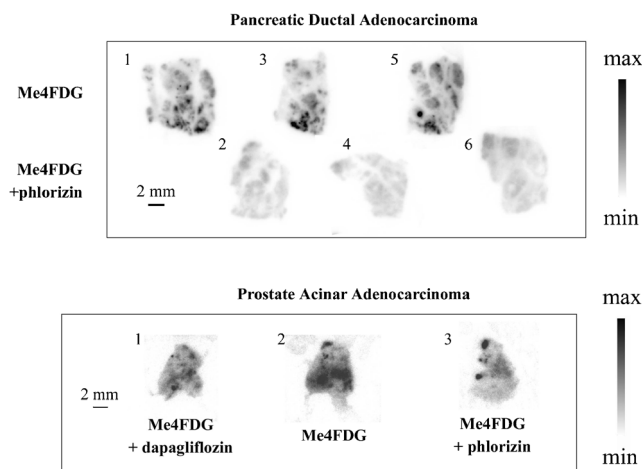 Pancreatic Ductal Adenocarcinoma
1 3 5 max
Me4FDG
2 4 6
Me4FDG
+phlorizin
2 mm
min
Prostate Acinar Adenocarcinoma
max
1 2 3
2 mm
Me4FDG Me4FDG Me4FDG
+ dapagliflozin + phlorizin
min